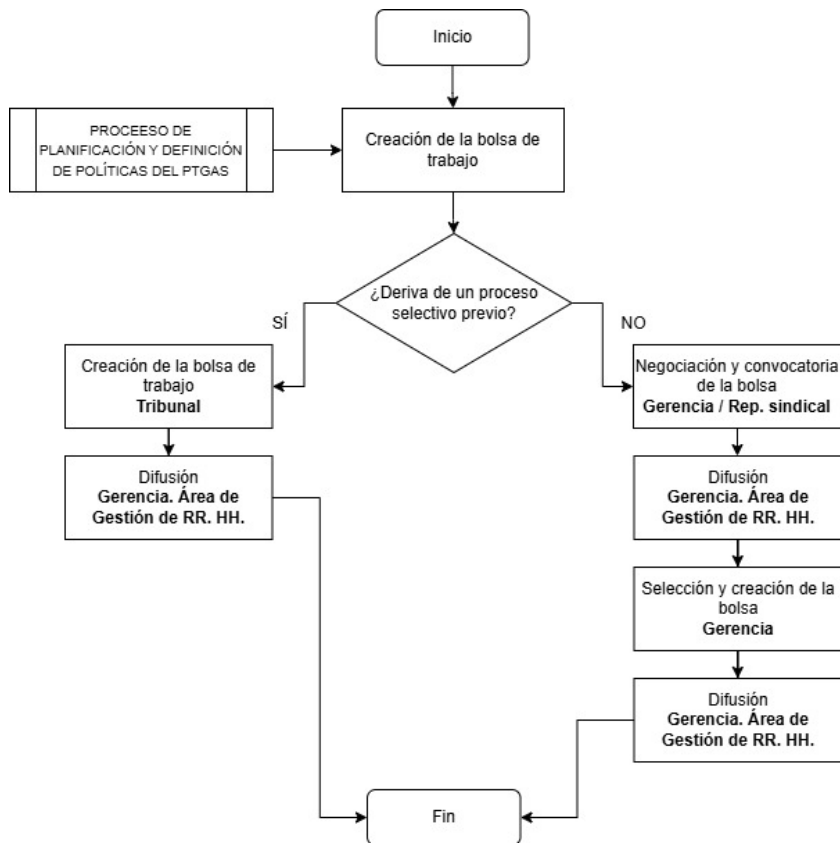 Inicio
PROCEESO DE
PLANIFICACIÓN Y DEFINICIÓN
DE POLÍTICAS DEL PTGAS
Creación de la bolsa de
trabajo
¿Deriva de un proceso
selectivo previo?
SÍ
NO
Creación de la bolsa de
trabajo
Tribunal
Difusión
Gerencia. Área de
Gestión de RR. HH.
Negociación y convocatoria
de la bolsa
Gerencia / Rep. sindical
Difusión
Gerencia. Área de
Gestión de RR. HH.
Selección y creación de la
bolsa
Gerencia
Difusión
Gerencia. Área de
Gestión de RR. HH.
Fin